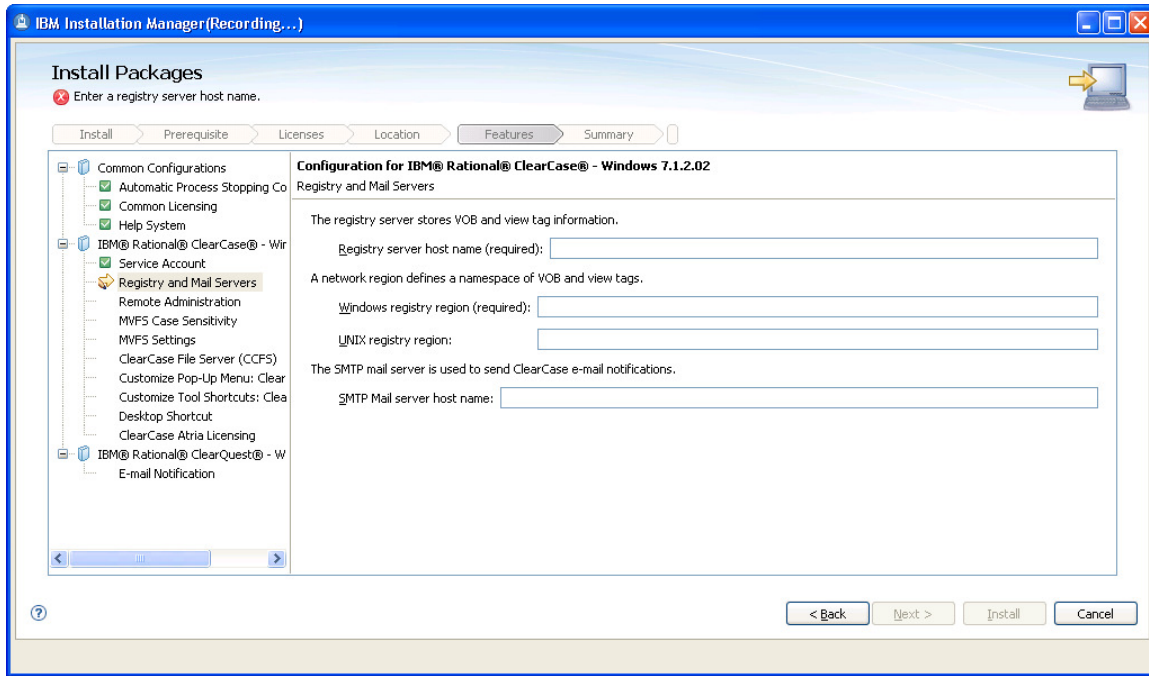 IBM Installation Manager(Recording...)
Install Packages
Enter a registry server host name.
Install Prerequisite Licenses Location Features Summary
Common Configurations
Automatic Process Stopping Co
Common Licensing
Help System
IBM® Rational® ClearCase® - Wir
Service Account
Registry and Mail Servers
Remote Administration
MVFS Case Sensitivity
MVFS Settings
ClearCase File Server (CCFS)
Customize Pop-Up Menu: Clear
Customize Tool Shortcuts: Clea
Desktop Shortcut
ClearCase Atria Licensing
IBM® Rational® ClearQuest® - W
E-mail Notification
Configuration for IBM® Rational® ClearCase® - Windows 7.1.2.02
Registry and Mail Servers
The registry server stores VOB and view tag information.
Registry server host name (required):
A network region defines a namespace of VOB and view tags.
Windows registry region (required):
UNIX registry region:
The SMTP mail server is used to send ClearCase e-mail notifications.
SMTP Mail server host name:
?
< Back Next > Install Cancel